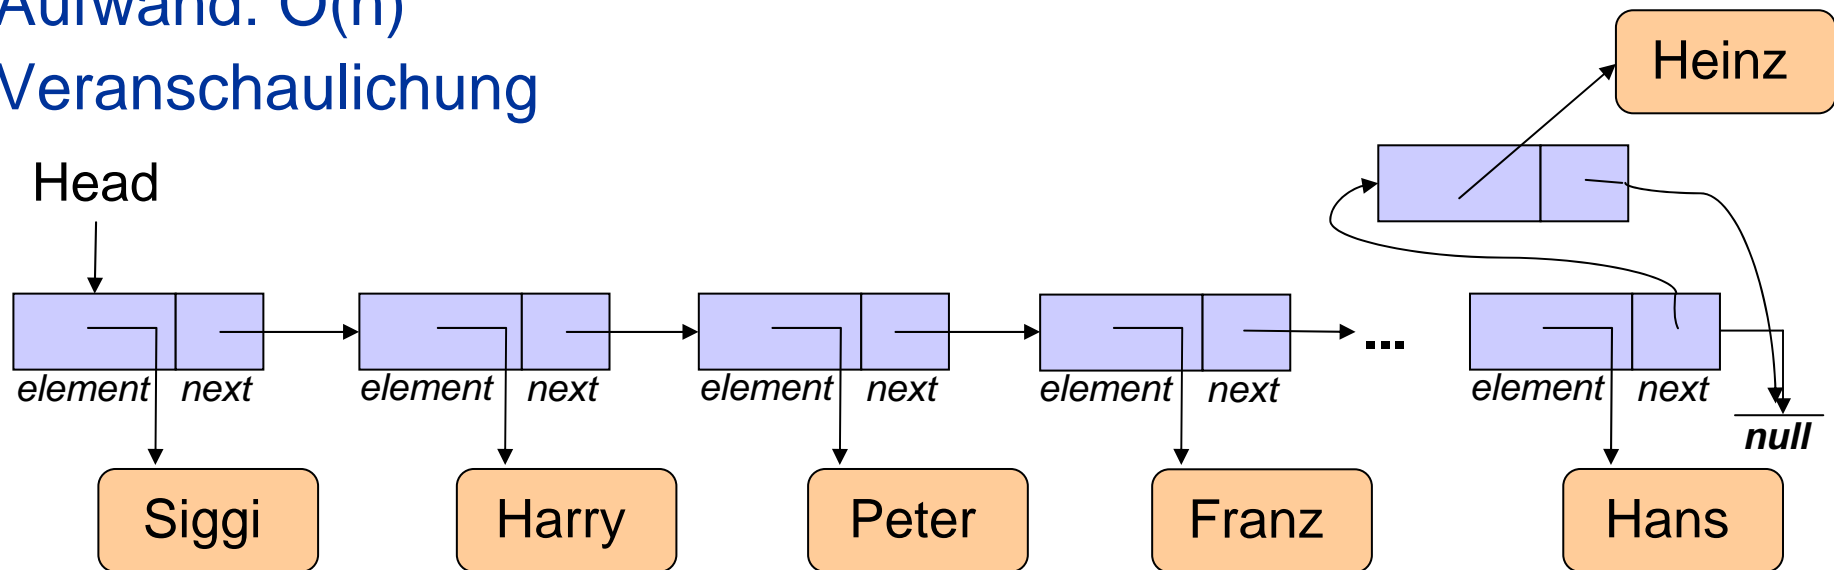 Aufwand: O(n)
Veranschaulichung
Heinz
Head
...
element next element next element next element next element next
null
Siggi Harry Peter Franz Hans